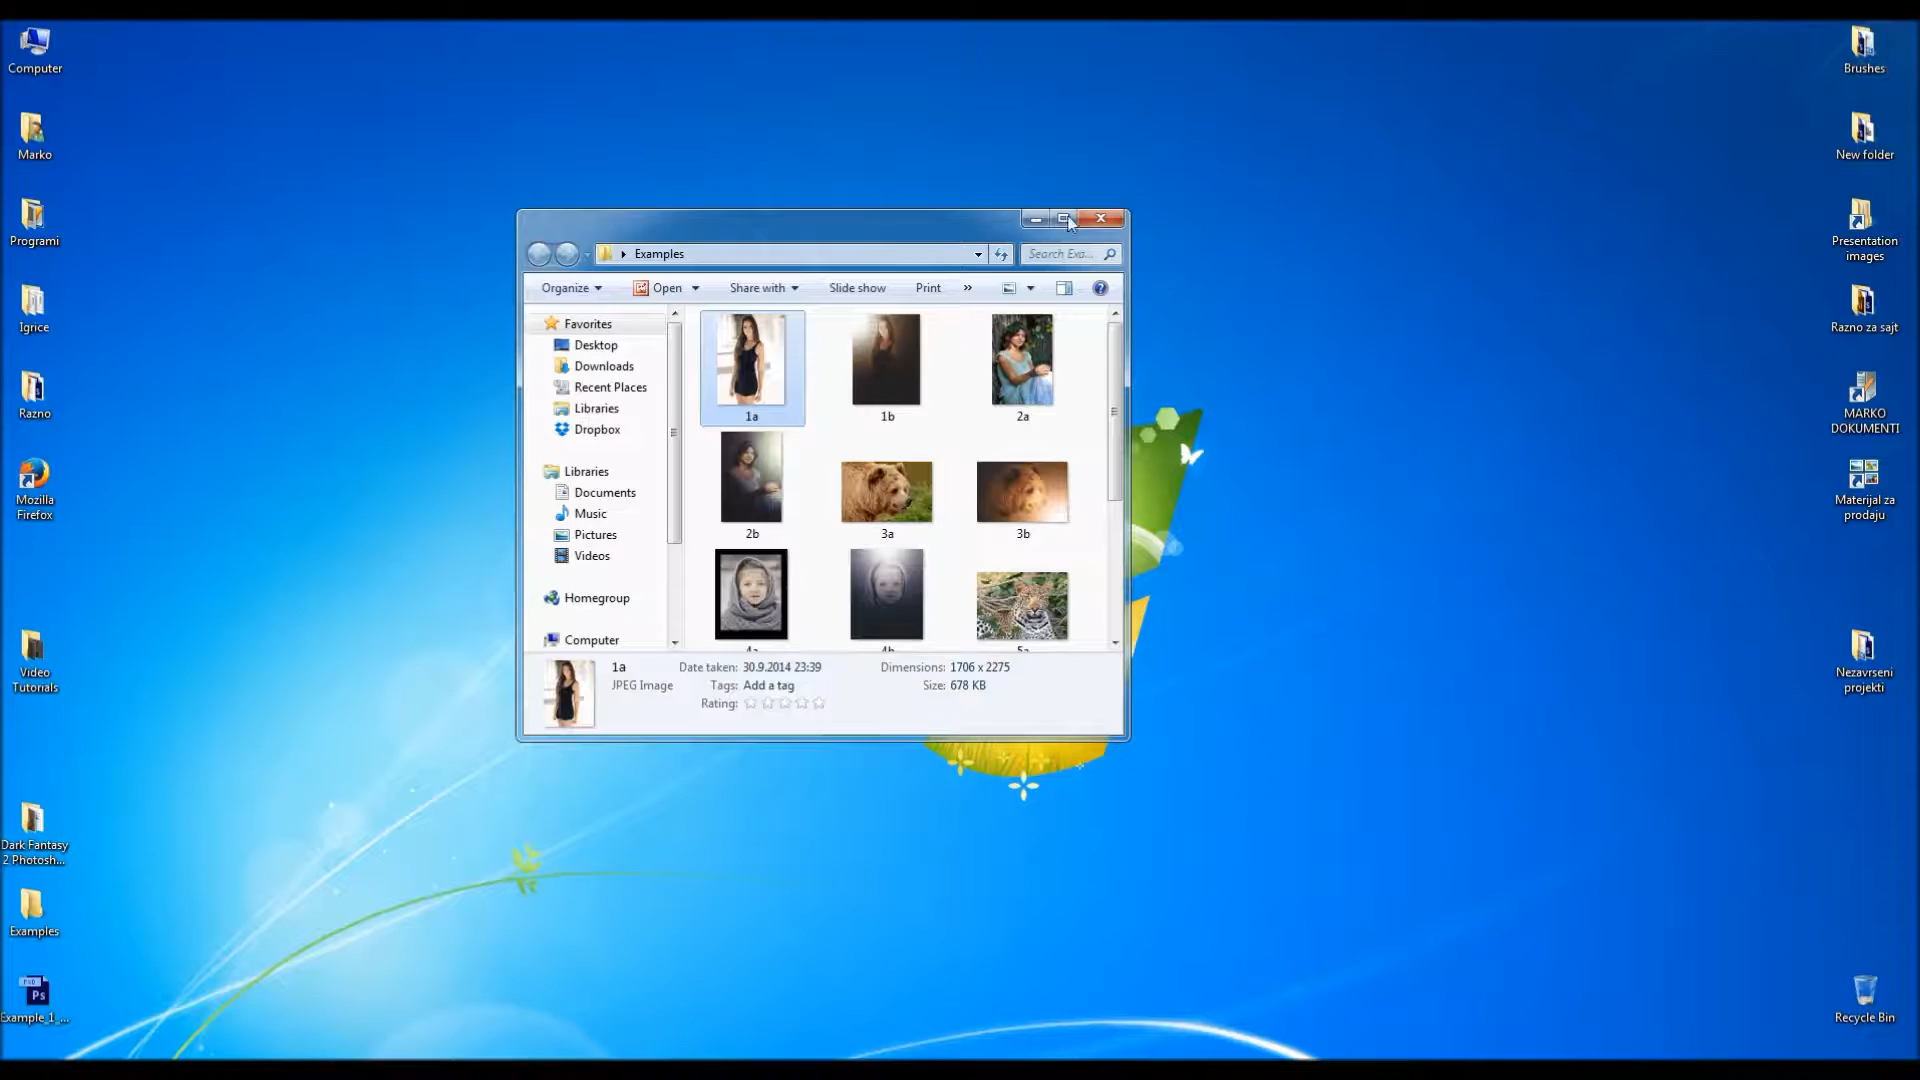 Computer
Marko
Programi
Igrice
Razno
Mozilla
Firefox
Video
Tutorials
Dark Fantasy
2 Photosh...
Examples
Example_1_...
Examples
Search Exa...
Organize
Open
Share with
Slide show
Print
»
Favorites
Desktop
Downloads
Recent Places
Libraries
Dropbox
Libraries
Documents
Music
Pictures
Videos
Homegroup
Computer
1a
1b
2a
2b
3a
3b
4a
4b
5a
1a
JPEG Image
Date taken: 30.9.2014 23:39
Tags: Add a tag
Rating:
Dimensions: 1706 x 2275
Size: 678 KB
Brushes
New folder
Presentation
images
Razno za sajt
MARKO
DOKUMENTI
Materijal za
prodaju
Nezavrseni
projekti
Recycle Bin
Ps